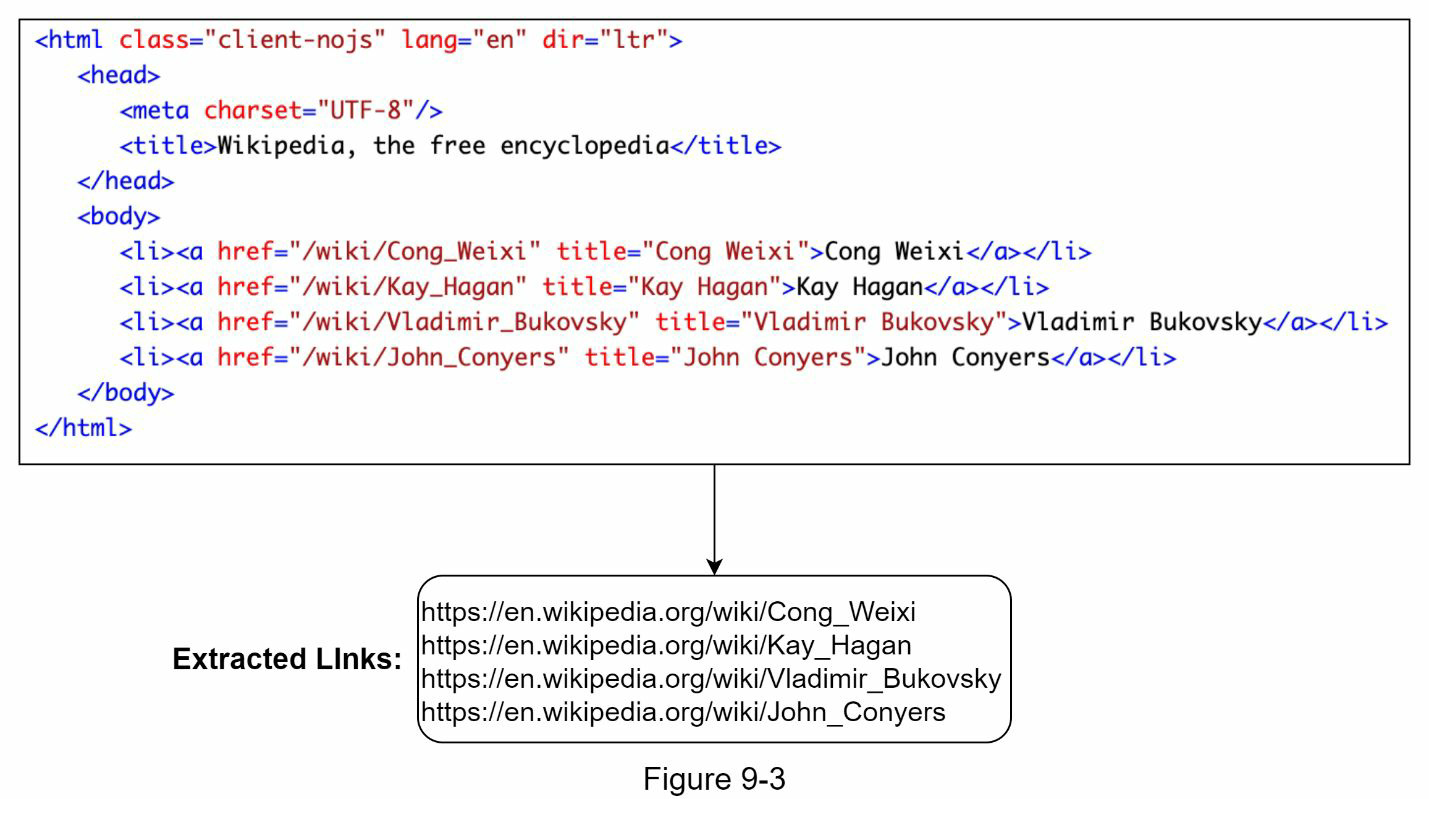 <html class="client-nojs" lang="en" dir="ltr">
<head>
<meta charset="UTF-8"/>
<title>Wikipedia, the free encyclopedia</title>
</head>
<body>
<li><a href="/wiki/Cong_Weixi" title="Cong Weixi">Cong Weixi</a></li>
<li><a href="/wiki/Kay_Hagan" title="Kay Hagan">Kay Hagan</a></li>
<li><a href="/wiki/Vladimir_Bukovsky" title="Vladimir Bukovsky">Vladimir Bukovsky</a></li>
<li><a href="/wiki/John_Conyers" title="John Conyers">John Conyers</a></li>
</body>
</html>
Extracted LInks:
https://en.wikipedia.org/wiki/Cong_Weixi
https://en.wikipedia.org/wiki/Kay_Hagan
https://en.wikipedia.org/wiki/Vladimir_Bukovsky
https://en.wikipedia.org/wiki/John_Conyers
Figure 9-3